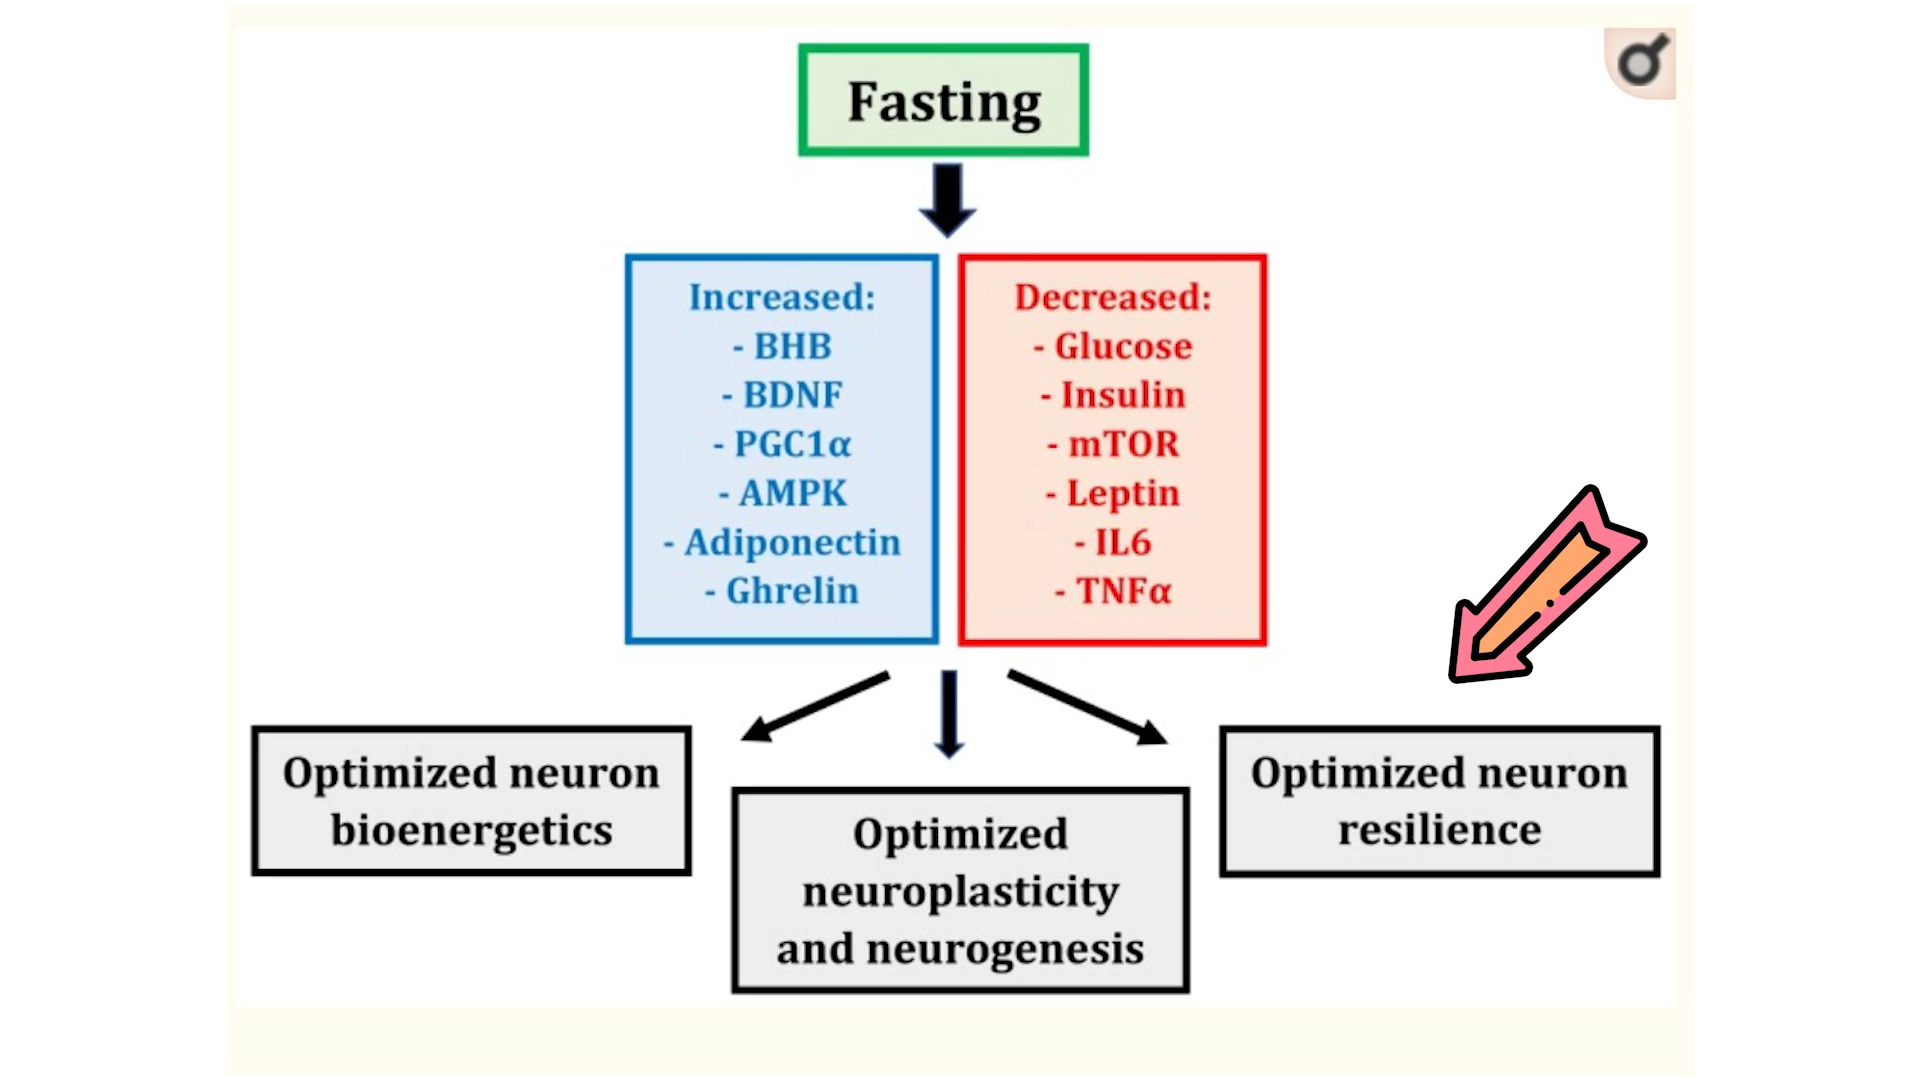 Fasting
Increased:
- BHB
- BDNF
- PGC1α
- AMPK
- Adiponectin
- Ghrelin
Decreased:
- Glucose
- Insulin
- mTOR
- Leptin
- IL6
- TNFα
Optimized neuron
bioenergetics
Optimized
neuroplasticity
and neurogenesis
Optimized neuron
resilience